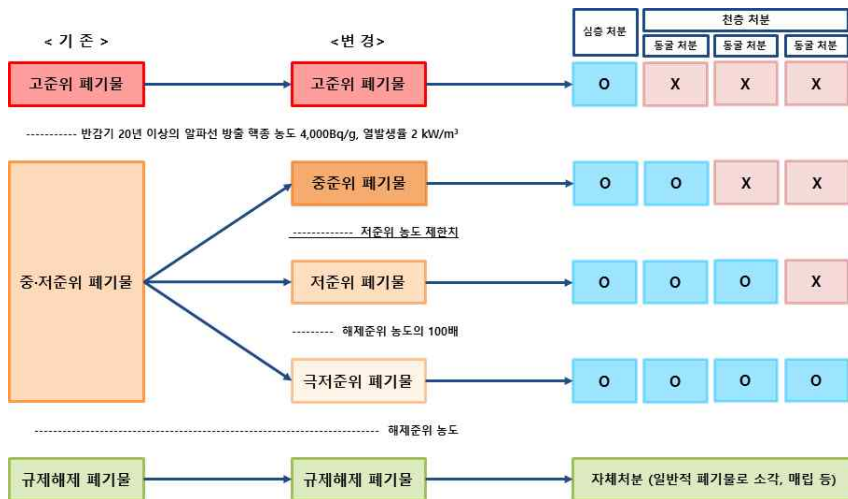 < 기 존 >
<변 경>
심층 처분
천층 처분
동굴 처분
동굴 처분
동굴 처분
고준위 폐기물
고준위 폐기물
O
X
X
X
----------- 반감기 20년 이상의 알파선 방출 핵종 농도 4,000Bq/g, 열발생율 2 kW/m³
중·저준위 폐기물
중준위 폐기물
O
O
X
X
------------- 저준위 농도 제한치
저준위 폐기물
O
O
O
X
--------- 해제준위 농도의 100배
극저준위 폐기물
O
O
O
O
해제준위 농도
규제해제 폐기물
규제해제 폐기물
자체처분 (일반적 폐기물로 소각, 매립 등)